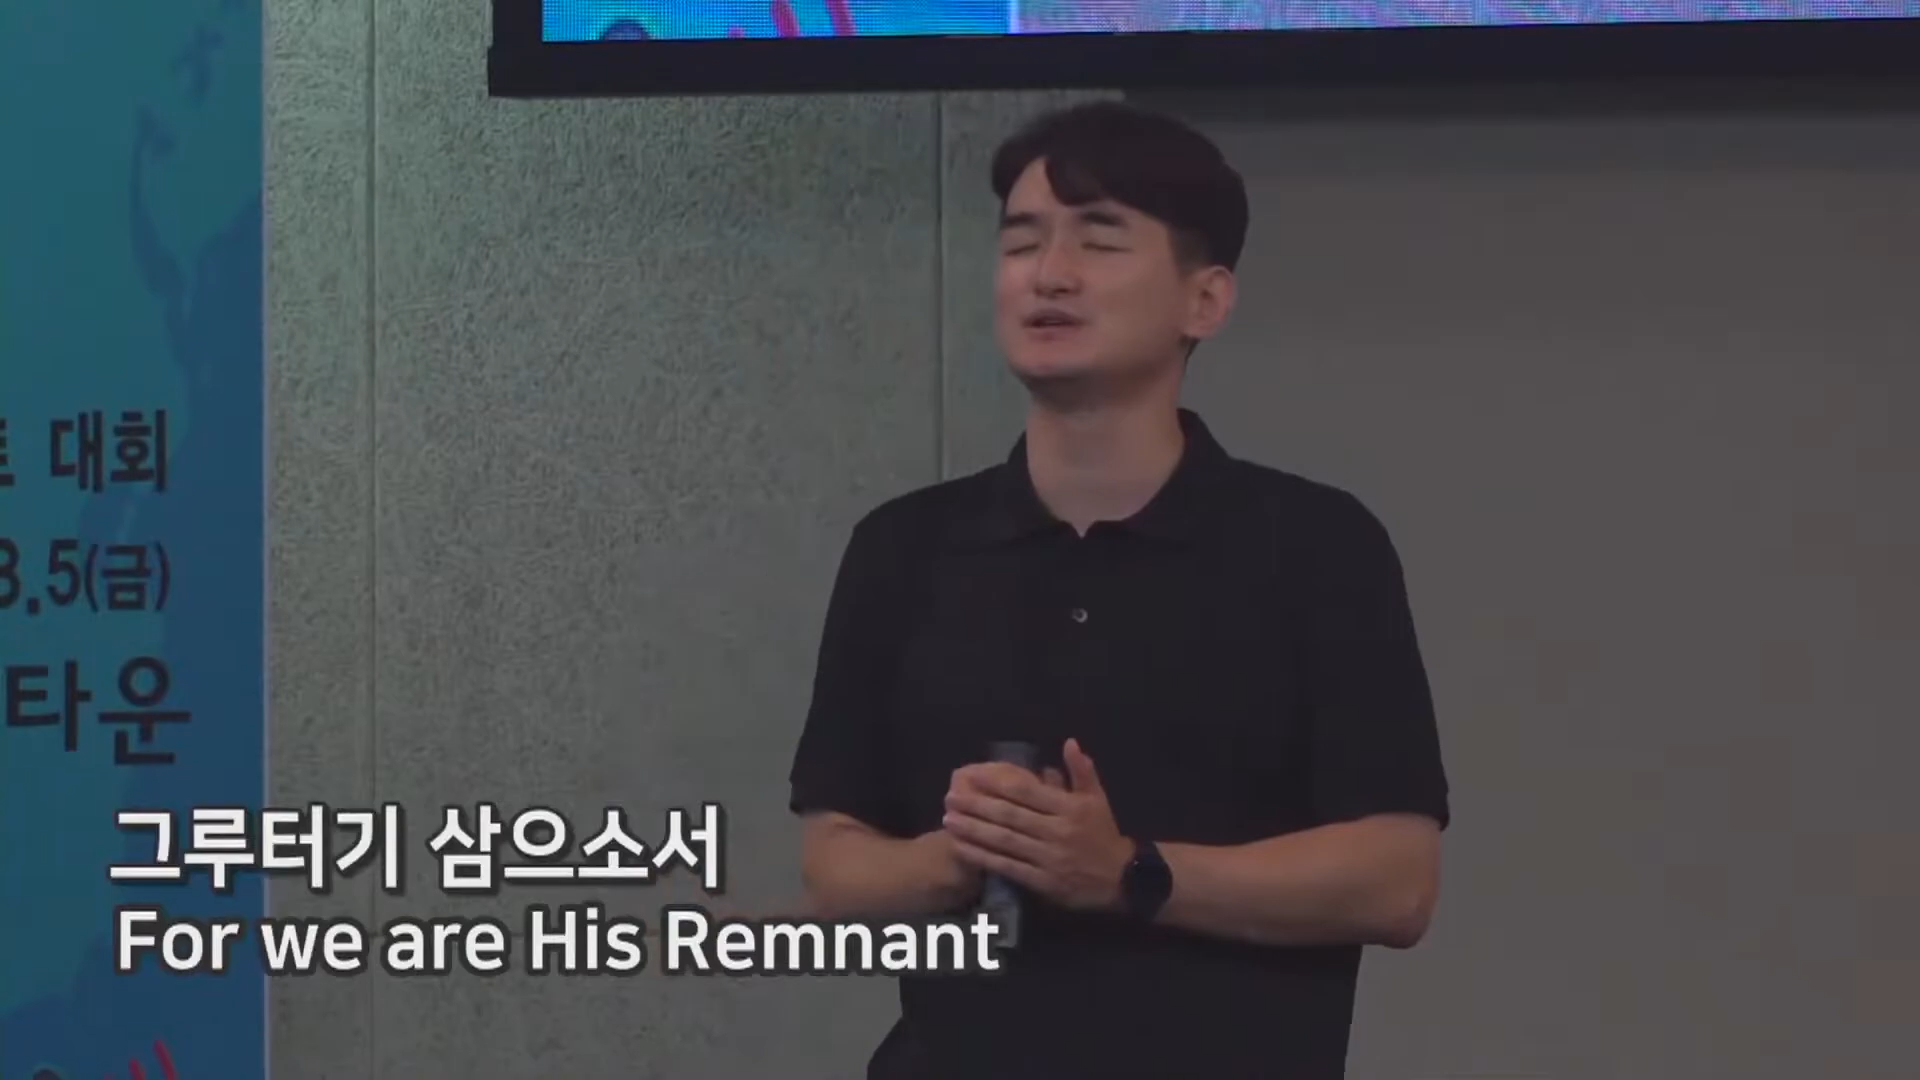 대회
3.5(금)
타운
그루터기 삼으소서
For we are His Remnant